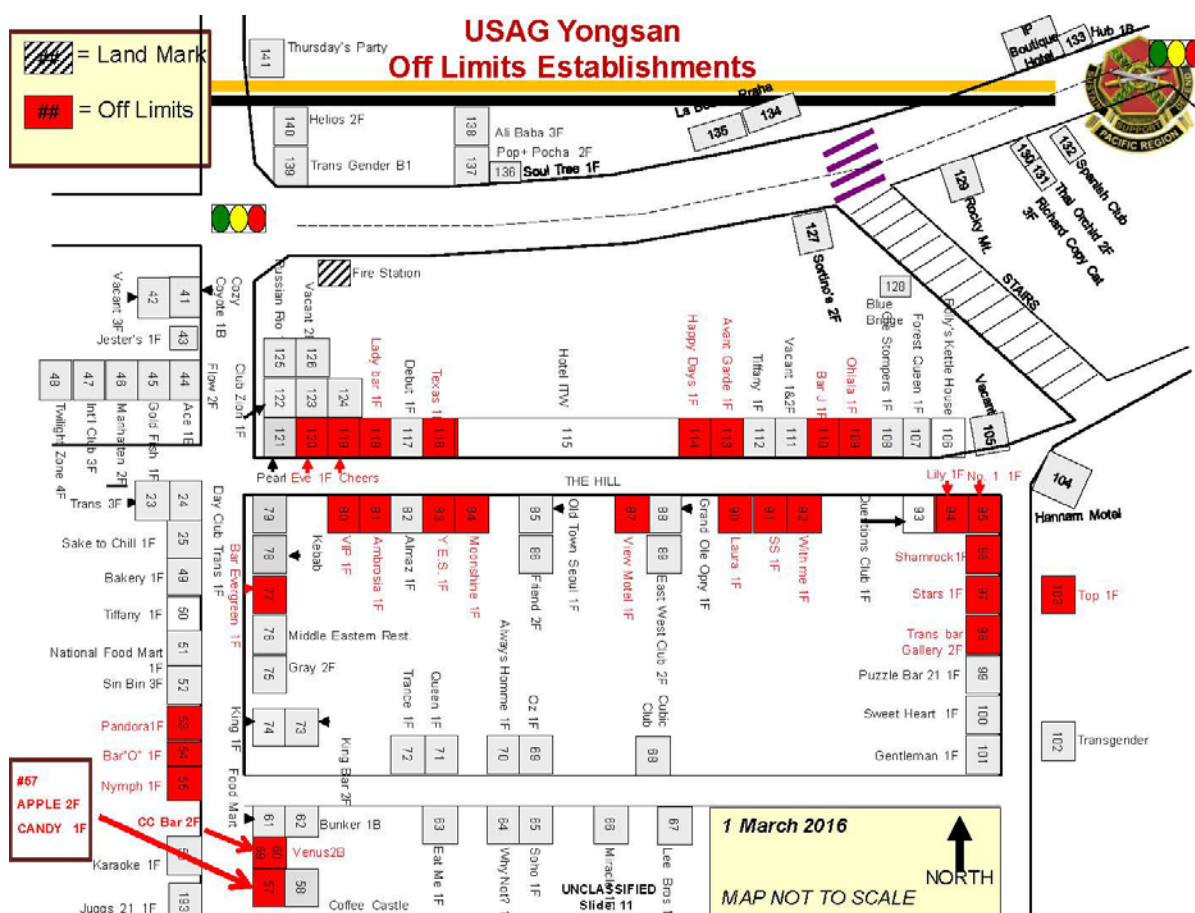 USAG Yongsan
Off Limits Establishments
## = Land Mark
## = Off Limits
141 Thursday's Party
IP Boutique Hotel
133 Hub 1B
SUPPORT
PACIFIC REGION
140 Helios 2F
139 Trans Gender B1
138 Ali Baba 3F
137 Pop+ Pocha 2F
136 Soul Tree 1F
La Praha
135
134
132 Spanish Club
130
131
Thai Orchid 2F
Richard Copy Cat 3F
129 Rocky Mt.
127 Sortino's 2F
128 Blue Bridge
STAIRS
Fire Station
Vacant 3F
42
41
Cozy Coyote 1B
Jester's 1F
43
48
47
46
45
44
Flow 2F
Twilight Zone 4F
Int'l Club 3F
Manhatten 2F
Gold Fish 1F
Ace 1B
Russian Rio
Vacant 2F
125
126
Club Zion 1F
122
123
124
Lady bar 1F
Debut 1F
Texas
Hotel ITW
Happy Days 1F
Avant Garde 1F
Tiffany 1F
Vacant 1&2F
Bar J 1F
Ohlala 1F
Stompers 1F
Forest Queen 1F
Kettle House
Vacant
121
120
119
118
117
116
115
114
113
112
111
110
109
108
107
106
105
Pearl
Eve 1F
Cheers
THE HILL
Lily 1F
No. 1 1F
104
Hannam Motel
Trans 3F
23
24
Day Club Trans 1F
79
80
81
82
83
84
85
87
88
90
91
92
93
94
95
Sake to Chill 1F
25
78
Kebab
VIP 1F
Ambrosia 1F
Almaz 1F
Y.E.S. 1F
Moonshine 1F
86
Friend 2F
Old Town Seoul 1F
View Motel 1F
89
East West Club 2F
Grand Ole Opry 1F
Laura 1F
SS 1F
With me 1F
Questions Club 1F
Shamrock 1F
96
Bakery 1F
49
Bar Evergreen 1F
77
Stars 1F
97
103
Top 1F
Tiffany 1F
50
76
Middle Eastern Rest.
Trans bar Gallery 2F
98
National Food Mart 1F
51
75
Gray 2F
Puzzle Bar 21 1F
99
Sin Bin 3F
52
Trance 1F
Queen 1F
Always Homme 1F
Oz 1F
Cubic Club
Sweet Heart 1F
100
Pandora1F
53
King 1F
74
73
King Bar 2F
72
71
70
69
68
Gentleman 1F
101
102
Transgender
Bar"O" 1F
54
Nymph 1F
55
#57
APPLE 2F
CANDY 1F
CC Bar 2F
Food Mart
61
62
Bunker 1B
63
64
65
66
67
59
60
Venus2B
Karaoke 1F
57
58
Coffee Castle
Eat Me 1F
Why Not?
Soho 1F
Lee Bros
Juggs 21 1F
193
UNCLASSIFIED
Slide 11
1 March 2016
NORTH
MAP NOT TO SCALE